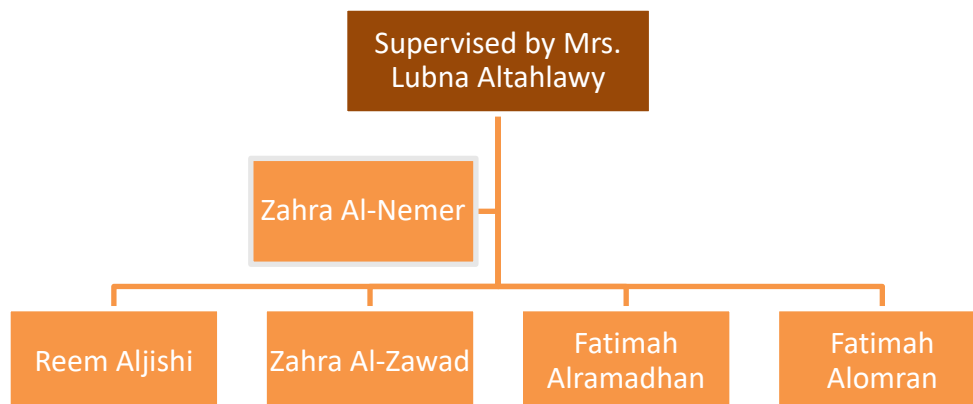 Supervised by Mrs.
Lubna Altahlawy
Zahra Al-Nemer
Reem Aljishi
Zahra Al-Zawad
Fatimah
Alramadhan
Fatimah
Alomran